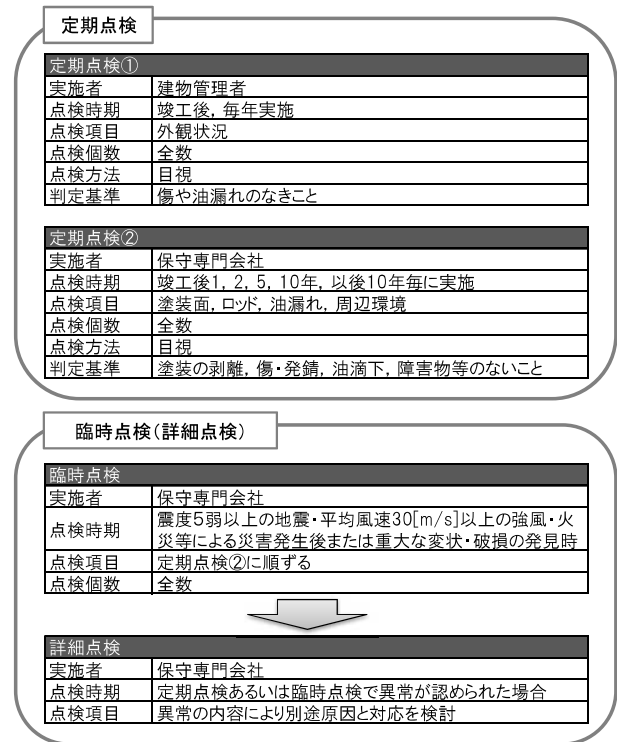 定期点検
定期点検①
実施者 建物管理者
点検時期 竣工後，毎年実施
点検項目 外観状況
点検個数 全数
点検方法 目視
判定基準 傷や油漏れのなきこと
定期点検②
実施者 保守専門会社
点検時期 竣工後1，2，5，10年，以後10年毎に実施
点検項目 塗装面，ロッド，油漏れ，周辺環境
点検個数 全数
点検方法 目視
判定基準 塗装の剥離，傷・発錆，油滴下，障害物等のないこと
臨時点検（詳細点検）
臨時点検
実施者 保守専門会社
点検時期 震度5弱以上の地震・平均風速30[m/s]以上の強風・火
災等による災害発生後または重大な変状・破損の発見時
点検項目 定期点検②に順ずる
点検個数 全数
詳細点検
実施者 保守専門会社
点検時期 定期点検あるいは臨時点検で異常が認められた場合
点検項目 異常の内容により別途原因と対応を検討